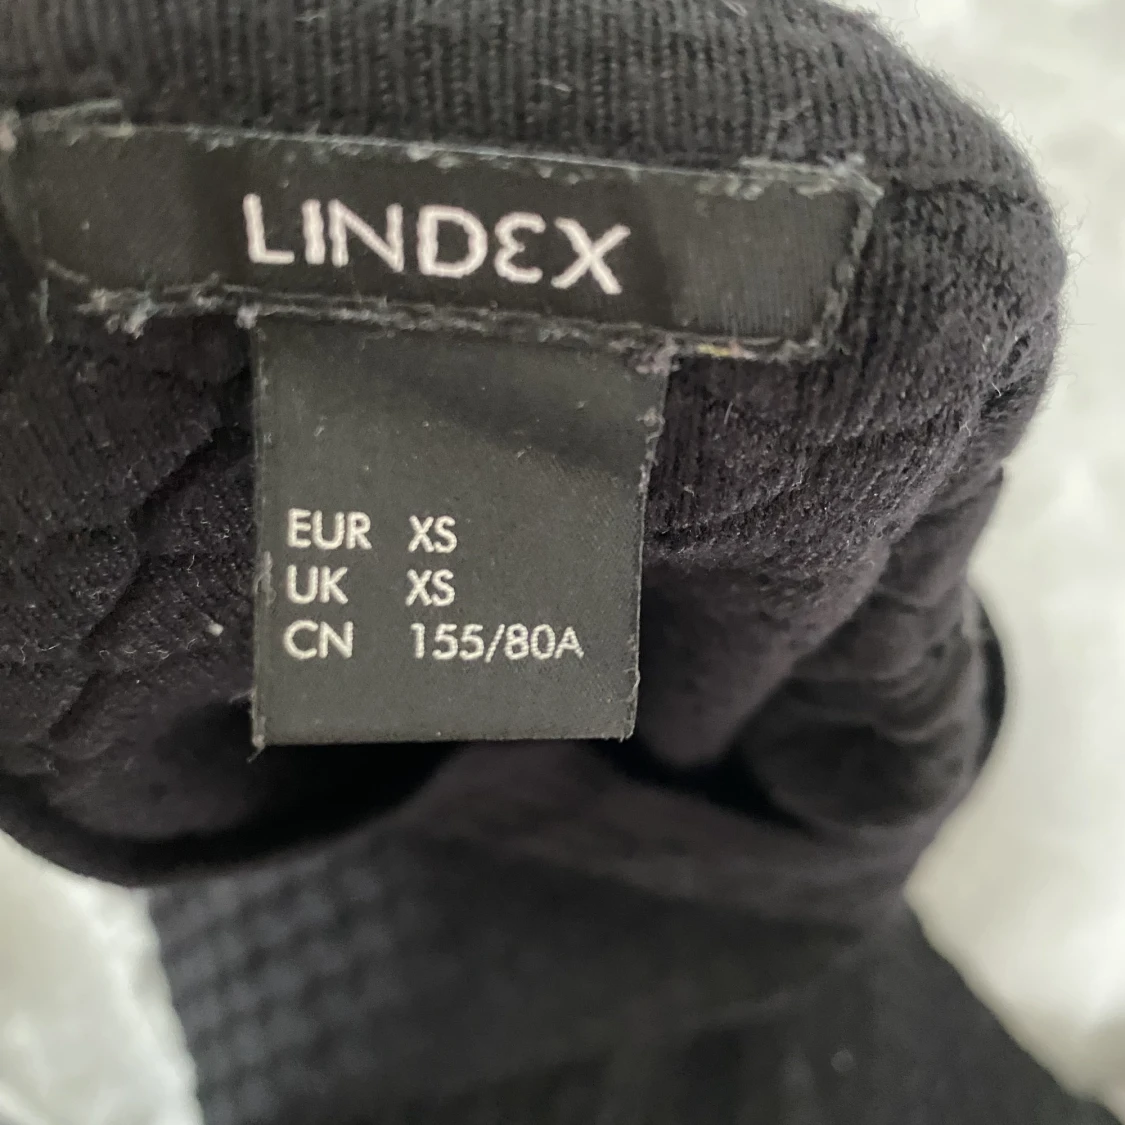 LINDEX
EUR XS
UK XS
CN 155/80A